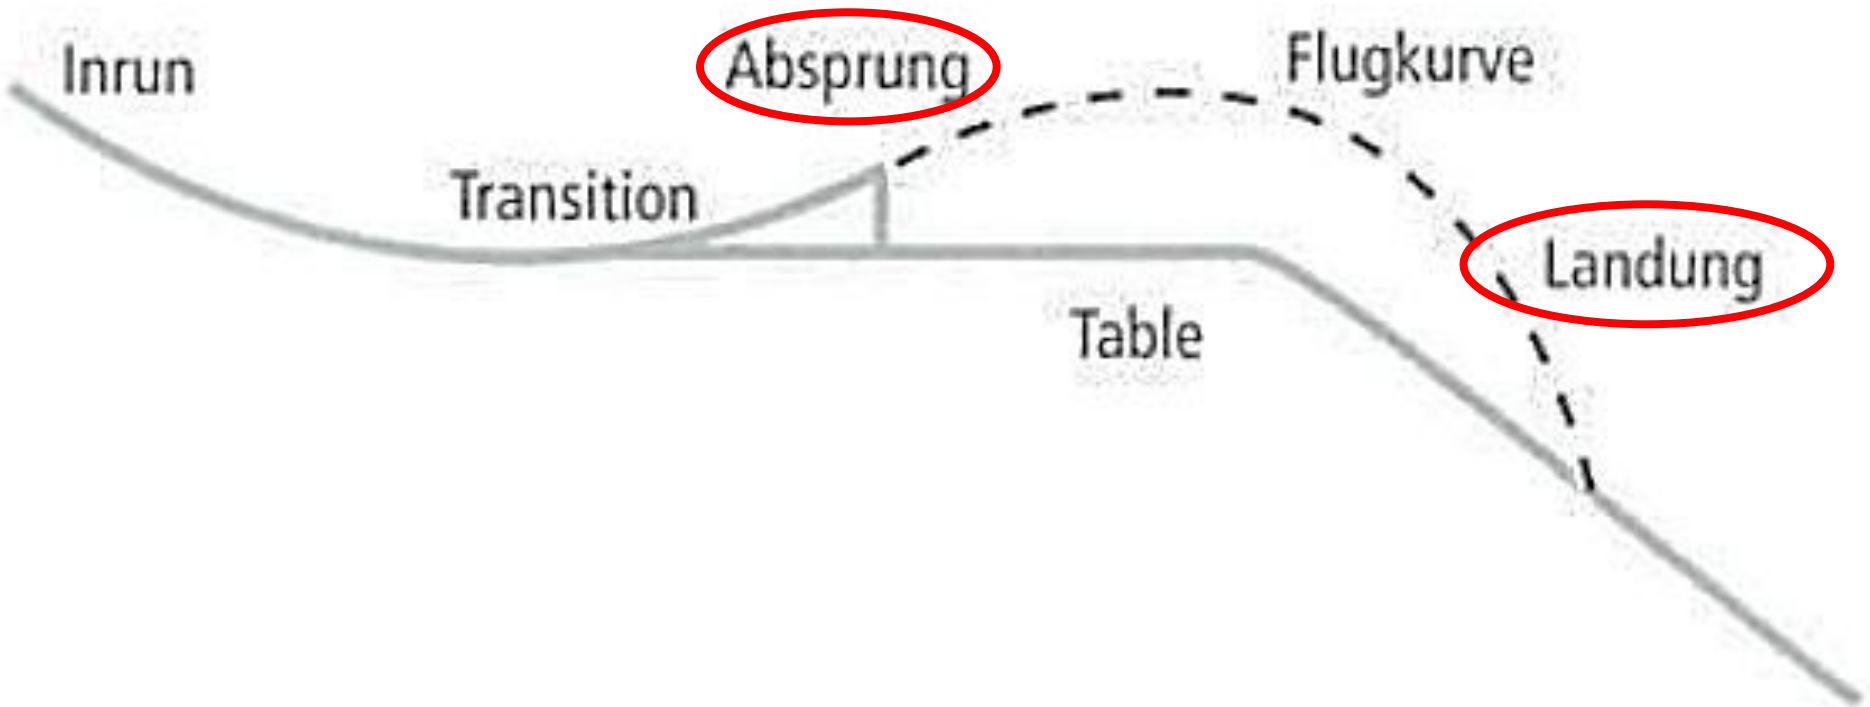 Inrun
Absprung
Flugkurve
Transition
Landung
Table